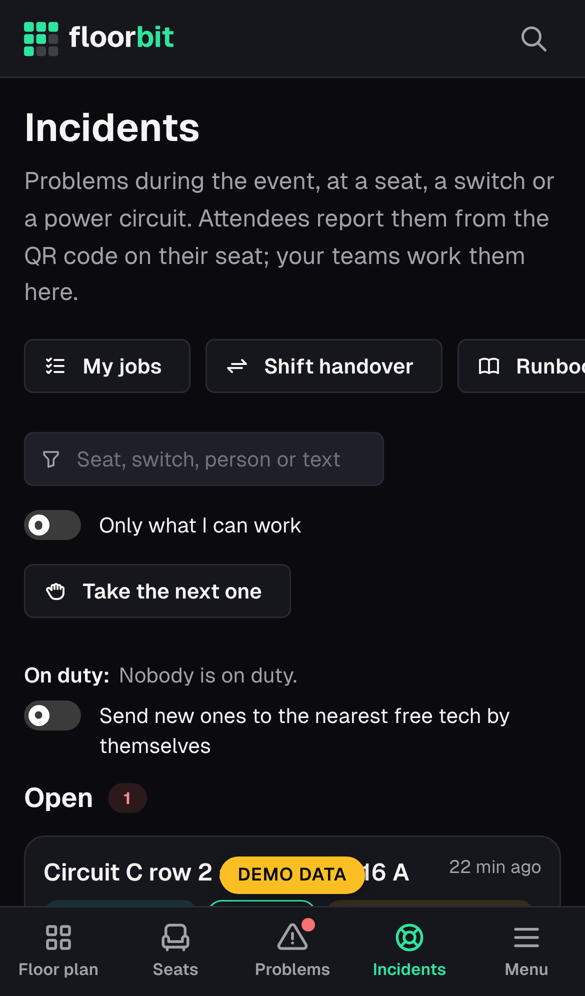 floorbit
Incidents
Problems during the event, at a seat, a switch or
a power circuit. Attendees report them from the
QR code on their seat; your teams work them
here.
My jobs
Shift handover
Seat, switch, person or text
Only what I can work
Take the next one
On duty: Nobody is on duty.
Send new ones to the nearest free tech by
themselves
Open 1
Circuit C row 2 16 A 22 min ago
DEMO DATA
Floor plan Seats Problems Incidents Menu